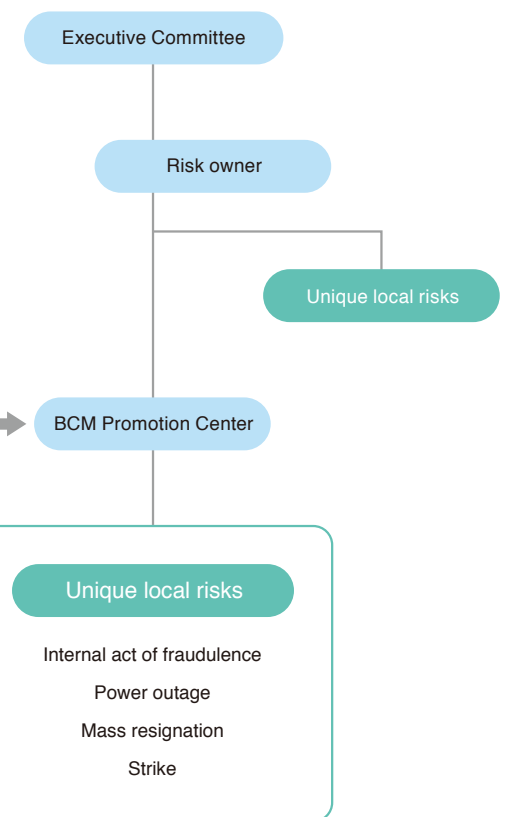 Executive Committee
Risk owner
Unique local risks
BCM Promotion Center
Unique local risks
Internal act of fraudulence
Power outage
Mass resignation
Strike